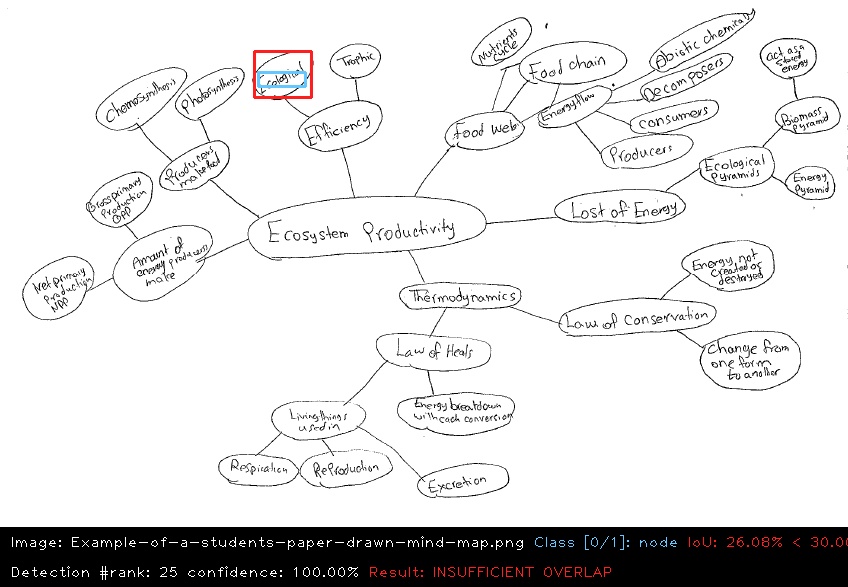 Nutrients
cycle
Food chain
Abiotic chemicaly
Ecological
Trophic
act as a
stored
energy
Chemosynthesis
Photosynthesis
Decomposers
Energy flow
consumers
Biomass
Pyramid
Efficiency
Food Web
Producers
Producers
make food
Ecological
Pyramids
Energy
Pyramid
Gross primary
Production
GPP
Lost of Energy
Ecosystem Productivity
Amount of
energy producers
make
Net primary
Production
NPP
Energy not
created or
destroyed
Thermodynamics
Law of Conservation
Law of Heals
Change from
one form
to another
Energy breakdown
with each conversion
Living things
used in
Respiration
Reproduction
Excretion
Image: Example-of-a-students-paper-drawn-mind-map.png Class [0/1]: node IoU: 26.08% < 30.00
Detection #rank: 25 confidence: 100.00% Result: INSUFFICIENT OVERLAP